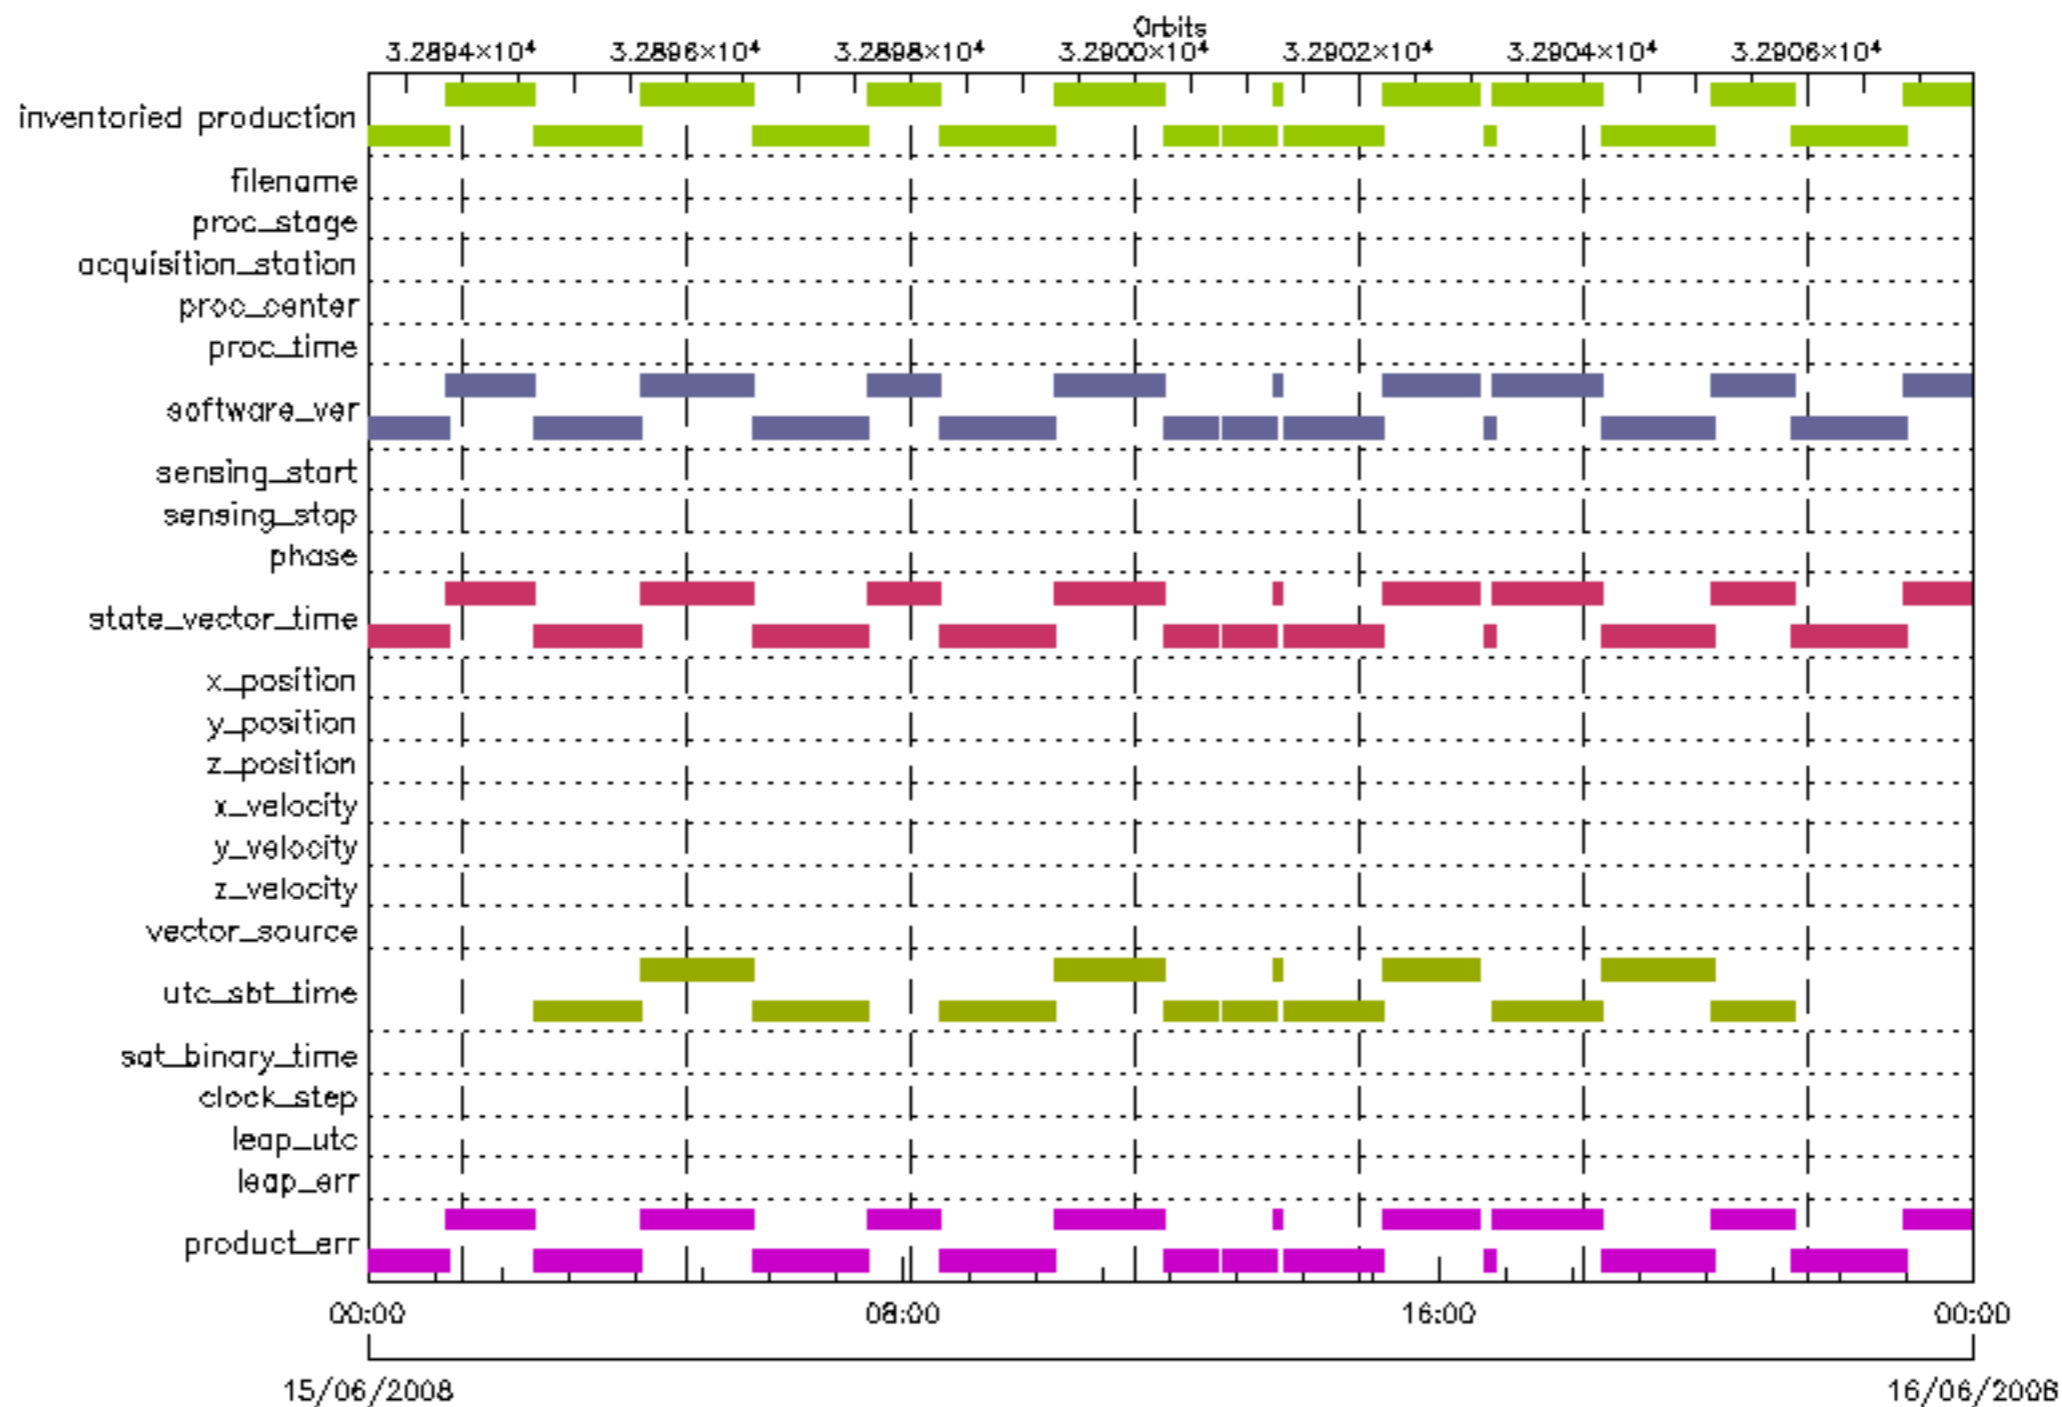 Orbits
3.2894×10⁴ 3.2896×10⁴ 3.2898×10⁴ 3.2900×10⁴ 3.2902×10⁴ 3.2904×10⁴ 3.2906×10⁴
inventoried production
filename
proc_stage
acquisition_station
proc_center
proc_time
software_ver
sensing_start
sensing_stop
phase
state_vector_time
x_position
y_position
z_position
x_velocity
y_velocity
z_velocity
vector_source
utc_sbt_time
sat_binary_time
clock_step
leap_utc
leap_err
product_err
00:00 08:00 16:00 00:00
15/06/2008 16/06/2008